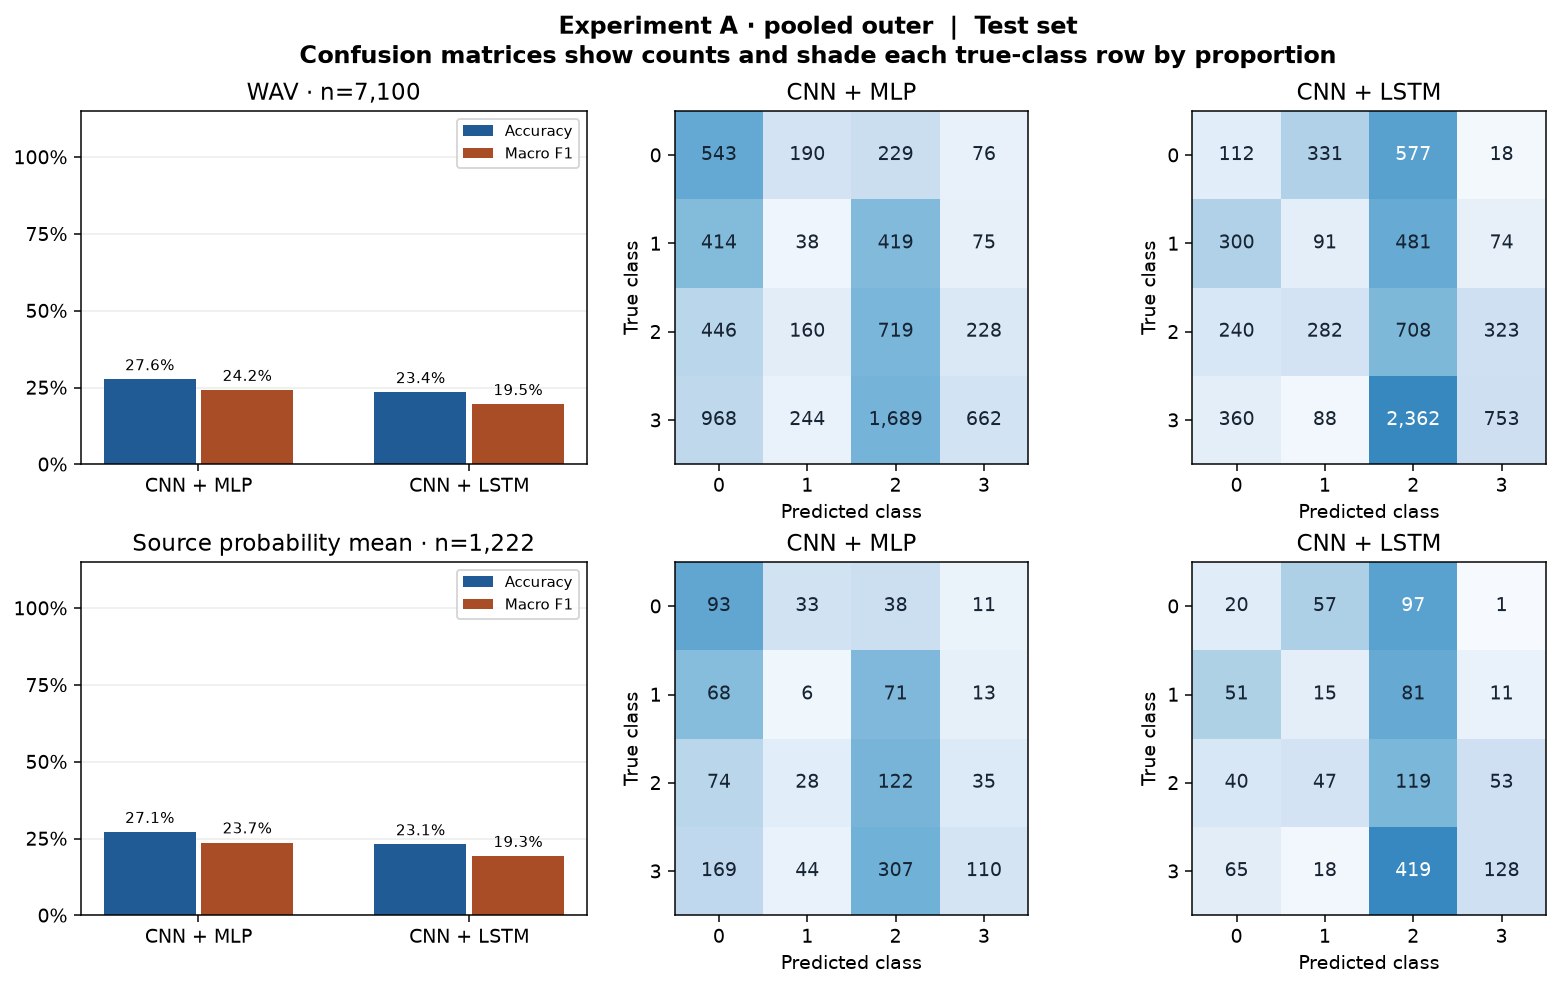 Experiment A · pooled outer | Test set
Confusion matrices show counts and shade each true-class row by proportion
WAV · n=7,100
100%
75%
50%
25%
0%
Accuracy
Macro F1
27.6%
24.2%
23.4%
19.5%
CNN + MLP
CNN + LSTM
CNN + MLP
True class
0
543 190 229 76
1
414 38 419 75
2
446 160 719 228
3
968 244 1,689 662
0 1 2 3
Predicted class
CNN + LSTM
True class
0
112 331 577 18
1
300 91 481 74
2
240 282 708 323
3
360 88 2,362 753
0 1 2 3
Predicted class
Source probability mean · n=1,222
100%
75%
50%
25%
0%
Accuracy
Macro F1
27.1%
23.7%
23.1%
19.3%
CNN + MLP
CNN + LSTM
CNN + MLP
True class
0
93 33 38 11
1
68 6 71 13
2
74 28 122 35
3
169 44 307 110
0 1 2 3
Predicted class
CNN + LSTM
True class
0
20 57 97 1
1
51 15 81 11
2
40 47 119 53
3
65 18 419 128
0 1 2 3
Predicted class